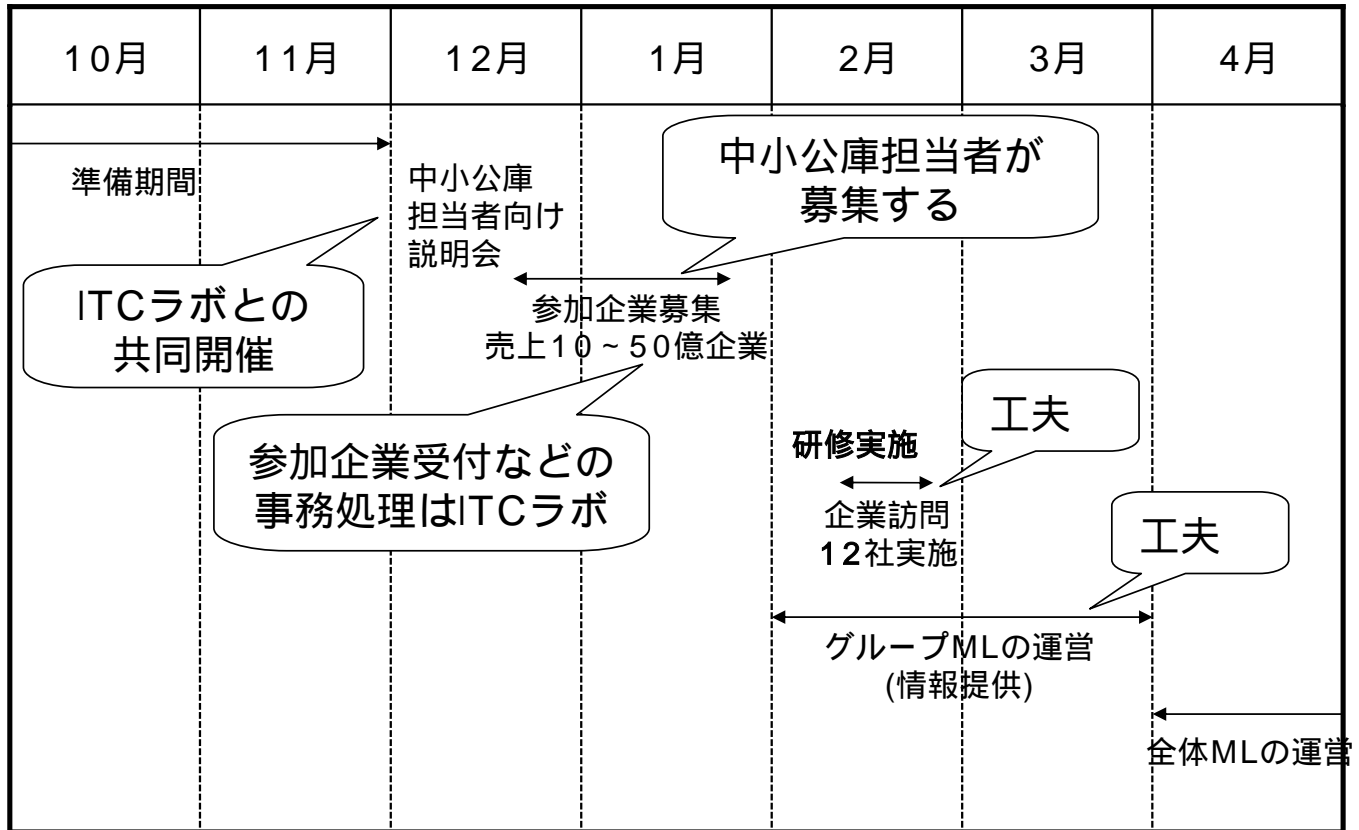 10月
11月
12月
1月
2月
3月
4月
準備期間
中小公庫
担当者向け
説明会
中小公庫担当者が
募集する
ITCラボとの
共同開催
参加企業募集
売上10~50億企業
参加企業受付などの
事務処理はITCラボ
研修実施
企業訪問
12社実施
工夫
工夫
グループMLの運営
(情報提供)
全体MLの運営